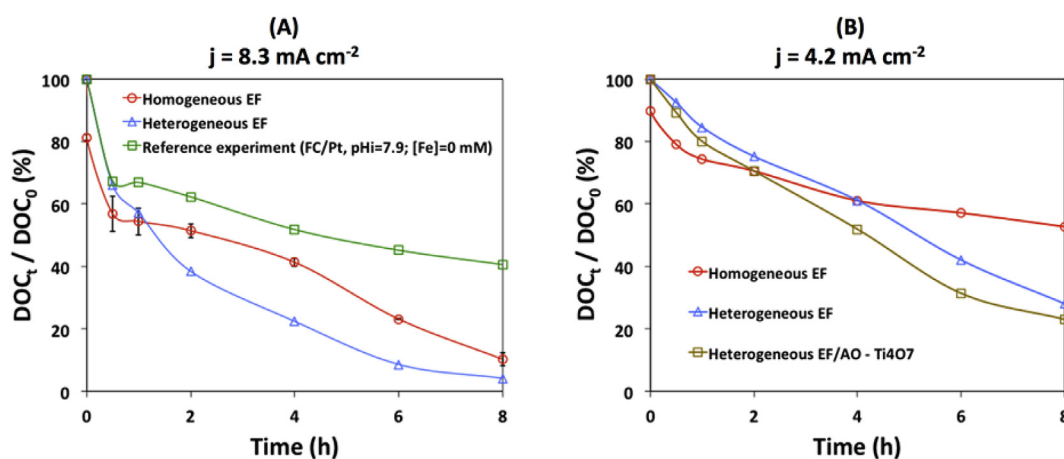 (A)
j = 8.3 mA cm⁻²
DOCₜ / DOC₀ (%)
100
80
60
40
20
0
Homogeneous EF
Heterogeneous EF
Reference experiment (FC/Pt, pHi=7.9; [Fe]=0 mM)
0
2
4
6
8
Time (h)
(B)
j = 4.2 mA cm⁻²
DOCₜ / DOC₀ (%)
100
80
60
40
20
0
Homogeneous EF
Heterogeneous EF
Heterogeneous EF/AO - Ti4O7
0
2
4
6
8
Time (h)